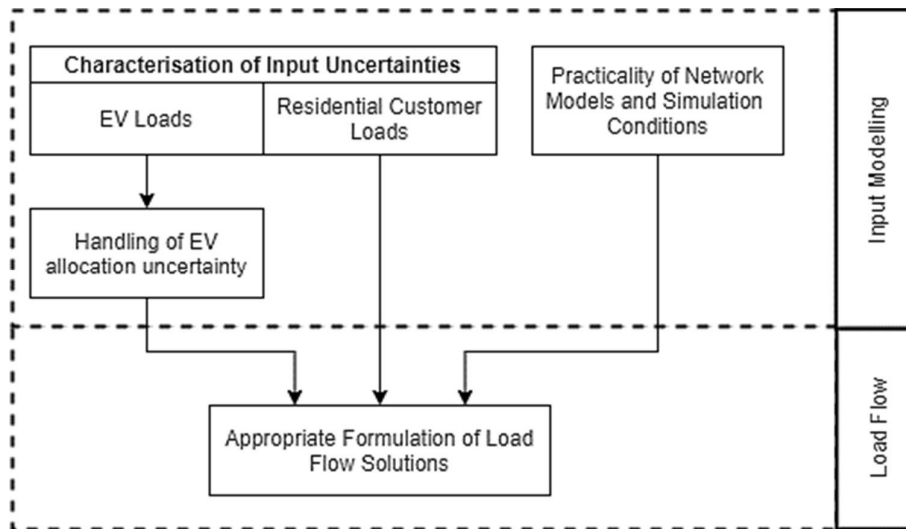 Characterisation of Input Uncertainties
EV Loads
Residential Customer
Loads
Practicality of Network
Models and Simulation
Conditions
Input Modelling
Handling of EV
allocation uncertainty
Appropriate Formulation of Load
Flow Solutions
Load Flow